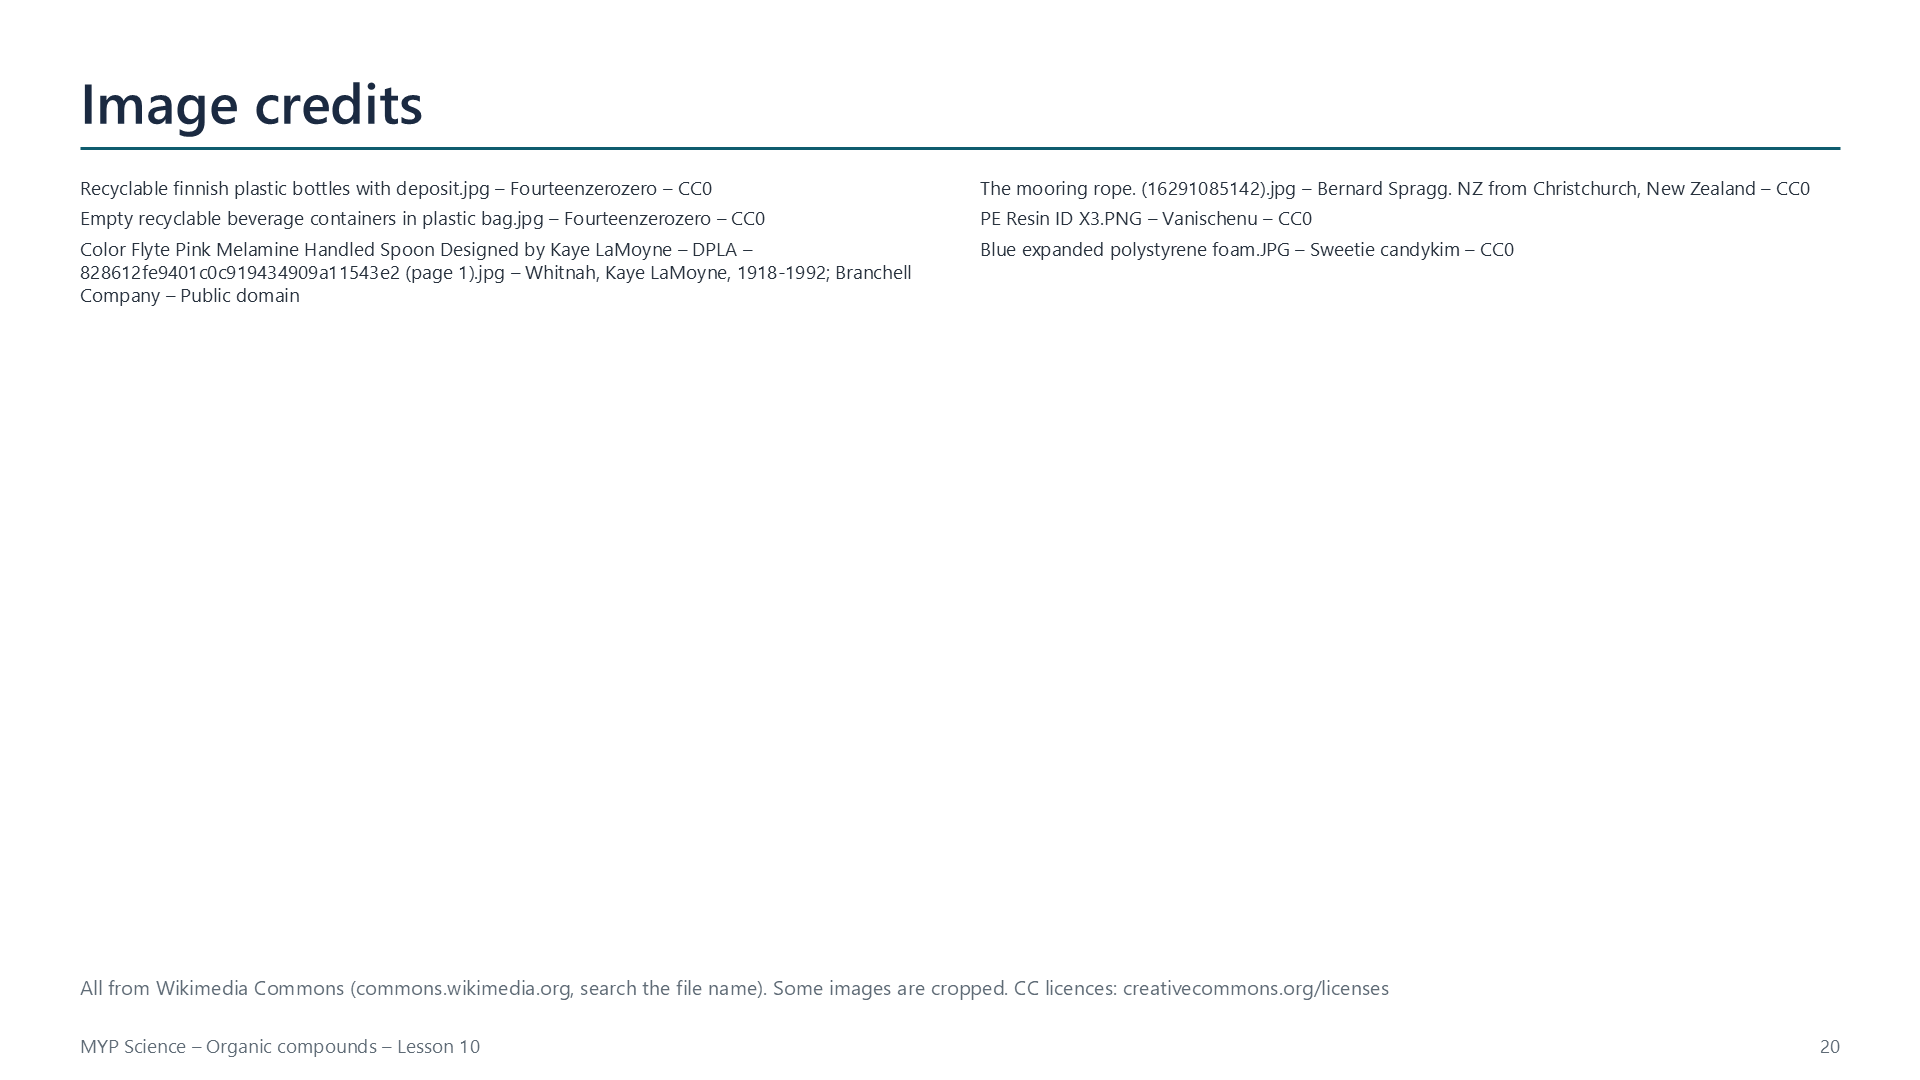 Image credits
Recyclable finnish plastic bottles with deposit.jpg – Fourteenzerozero – CC0
Empty recyclable beverage containers in plastic bag.jpg – Fourteenzerozero – CC0
Color Flyte Pink Melamine Handled Spoon Designed by Kaye LaMoyne – DPLA –
828612fe9401c0c919434909a11543e2 (page 1).jpg – Whitnah, Kaye LaMoyne, 1918-1992; Branchell
Company – Public domain
The mooring rope. (16291085142).jpg – Bernard Spragg. NZ from Christchurch, New Zealand – CC0
PE Resin ID X3.PNG – Vanischenu – CC0
Blue expanded polystyrene foam.JPG – Sweetie candykim – CC0
All from Wikimedia Commons (commons.wikimedia.org, search the file name). Some images are cropped. CC licences: creativecommons.org/licenses
MYP Science – Organic compounds – Lesson 10
20